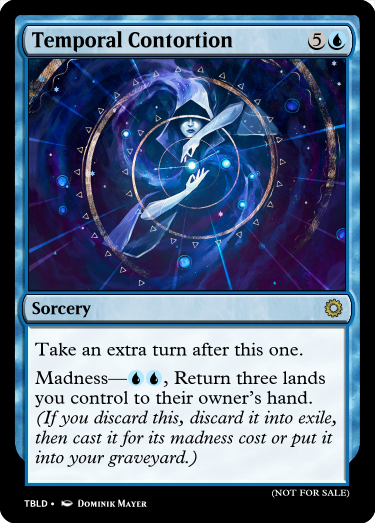 Temporal Contortion 5
Sorcery
Take an extra turn after this one.
Madness—, Return three lands
you control to their owner's hand.
(If you discard this, discard it into exile,
then cast it for its madness cost or put it
into your graveyard.)
(NOT FOR SALE)
TBLD • DOMINIK MAYER